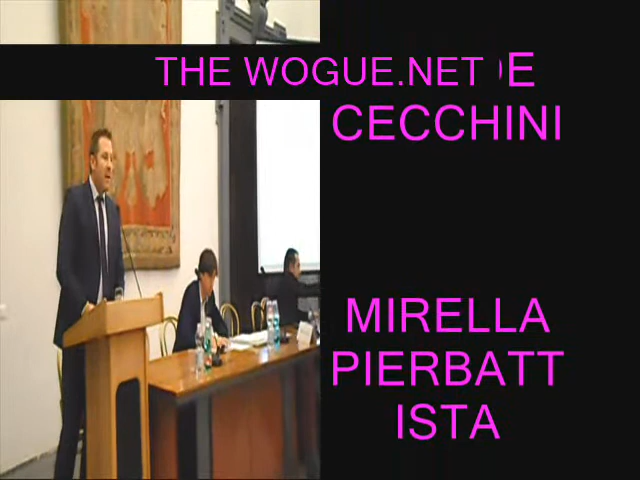 THE WOGUE.NET
CECCHINI
MIRELLA
PIERBATT
ISTA